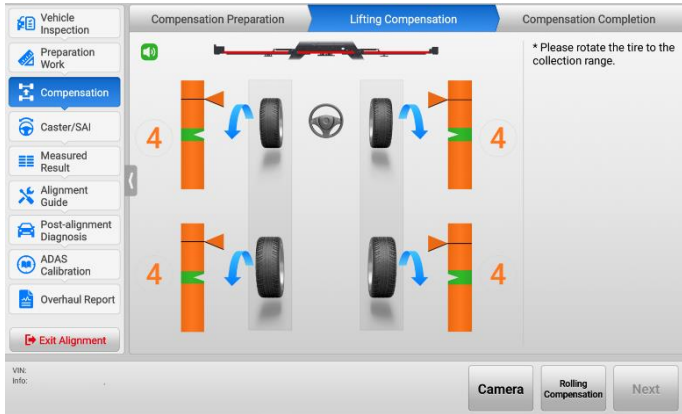 Vehicle
Inspection
Preparation
Work
Compensation
Caster/SAI
Measured
Result
Alignment
Guide
Post-alignment
Diagnosis
ADAS
Calibration
Overhaul Report
Exit Alignment
Compensation Preparation
Lifting Compensation
Compensation Completion
* Please rotate the tire to the
collection range.
4
4
4
4
VIN:
Info:
Camera
Rolling
Compensation
Next